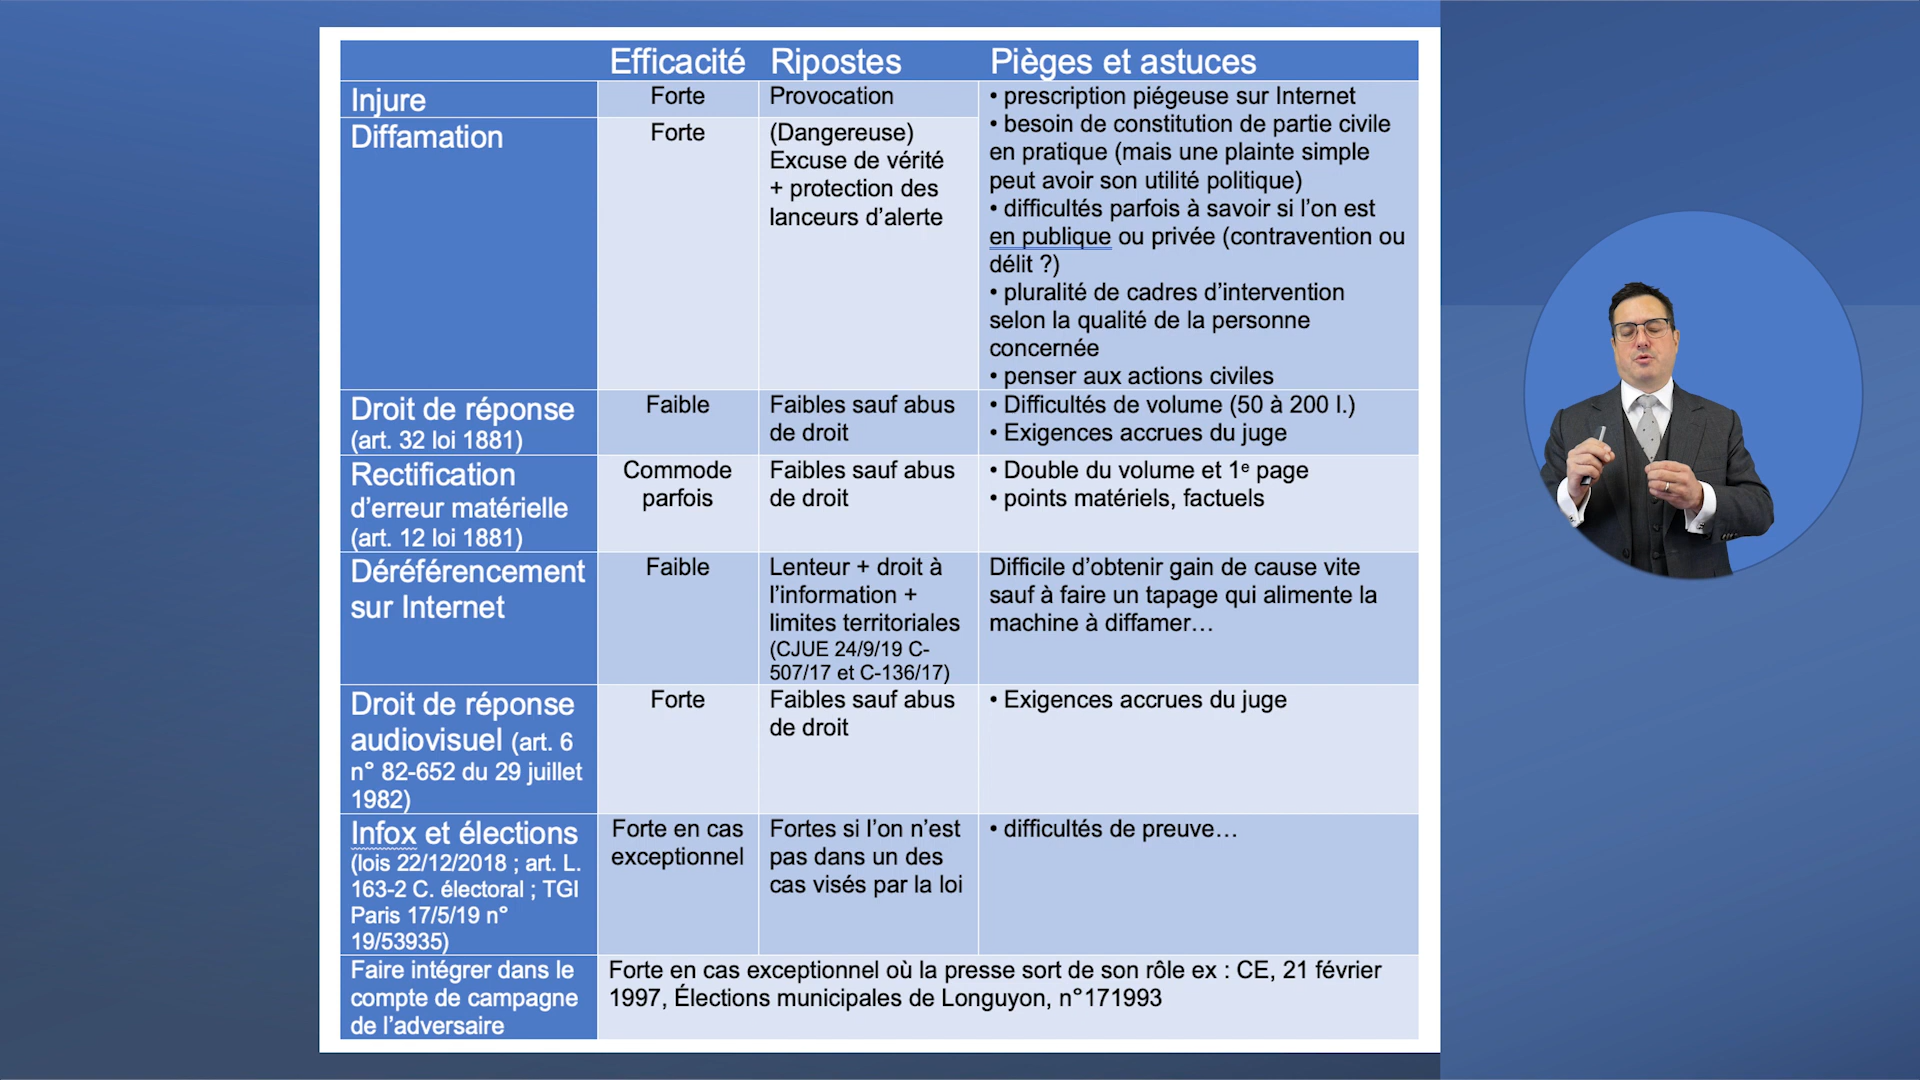 Efficacité Ripostes Pièges et astuces
Injure
Forte
Provocation
• prescription piégeuse sur Internet
• besoin de constitution de partie civile
en pratique (mais une plainte simple
peut avoir son utilité politique)
• difficultés parfois à savoir si l’on est
en publique ou privée (contravention ou
délit ?)
• pluralité de cadres d’intervention
selon la qualité de la personne
concernée
• penser aux actions civiles
Diffamation
Forte
(Dangereuse)
Excuse de vérité
+ protection des
lanceurs d’alerte
Droit de réponse
(art. 32 loi 1881)
Faible
Faibles sauf abus
de droit
• Difficultés de volume (50 à 200 l.)
• Exigences accrues du juge
Rectification
d’erreur matérielle
(art. 12 loi 1881)
Commode
parfois
Faibles sauf abus
de droit
• Double du volume et 1ᵉ page
• points matériels, factuels
Déréférencement
sur Internet
Faible
Lenteur + droit à
l’information +
limites territoriales
(CJUE 24/9/19 C-
507/17 et C-136/17)
Difficile d’obtenir gain de cause vite
sauf à faire un tapage qui alimente la
machine à diffamer…
Droit de réponse
audiovisuel (art. 6
n° 82-652 du 29 juillet
1982)
Forte
Faibles sauf abus
de droit
• Exigences accrues du juge
Infox et élections
(lois 22/12/2018 ; art. L.
163-2 C. électoral ; TGI
Paris 17/5/19 n°
19/53935)
Forte en cas
exceptionnel
Fortes si l’on n’est
pas dans un des
cas visés par la loi
• difficultés de preuve…
Faire intégrer dans le
compte de campagne
de l’adversaire
Forte en cas exceptionnel où la presse sort de son rôle ex : CE, 21 février
1997, Élections municipales de Longuyon, n°171993